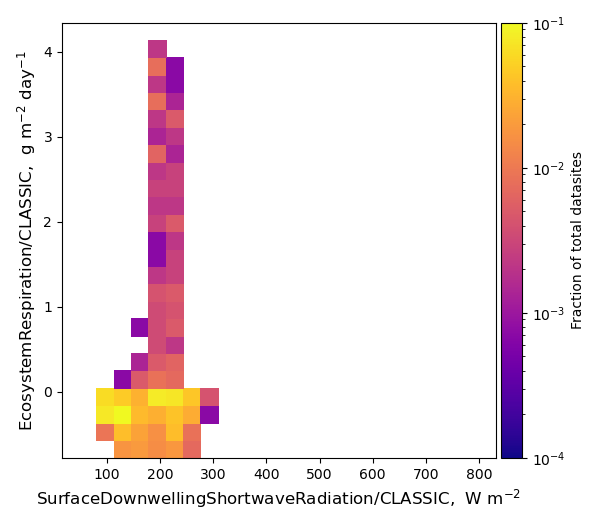 4
3
2
1
0
EcosystemRespiration/CLASSIC, g m⁻² day⁻¹
100 200 300 400 500 600 700 800
SurfaceDownwellingShortwaveRadiation/CLASSIC, W m⁻²
10⁻¹
10⁻²
10⁻³
10⁻⁴
Fraction of total datasites